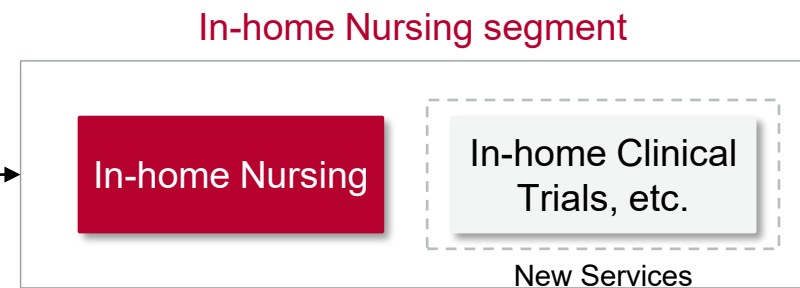 In-home Nursing segment
In-home Nursing
In-home Clinical
Trials, etc.
New Services